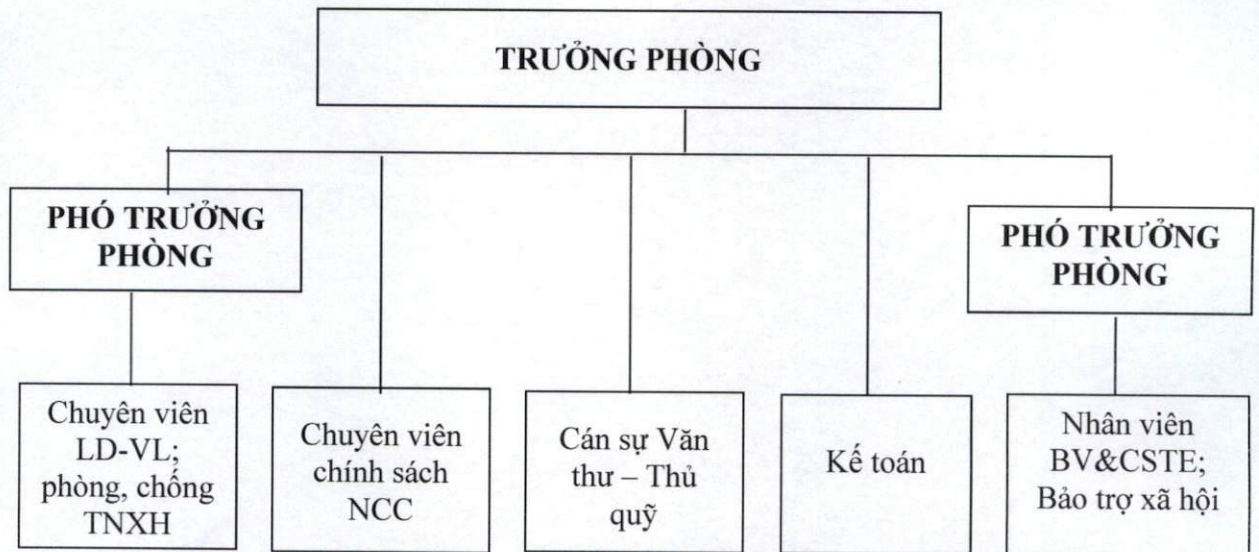 TRƯỞNG PHÒNG
PHÓ TRƯỞNG
PHÒNG
PHÓ TRƯỞNG
PHÒNG
Chuyên viên
LD-VL;
phòng, chống
TNXH
Chuyên viên
chính sách
NCC
Cán sự Văn
thư – Thủ
quỹ
Kế toán
Nhân viên
BV&CSTE;
Bảo trợ xã hội